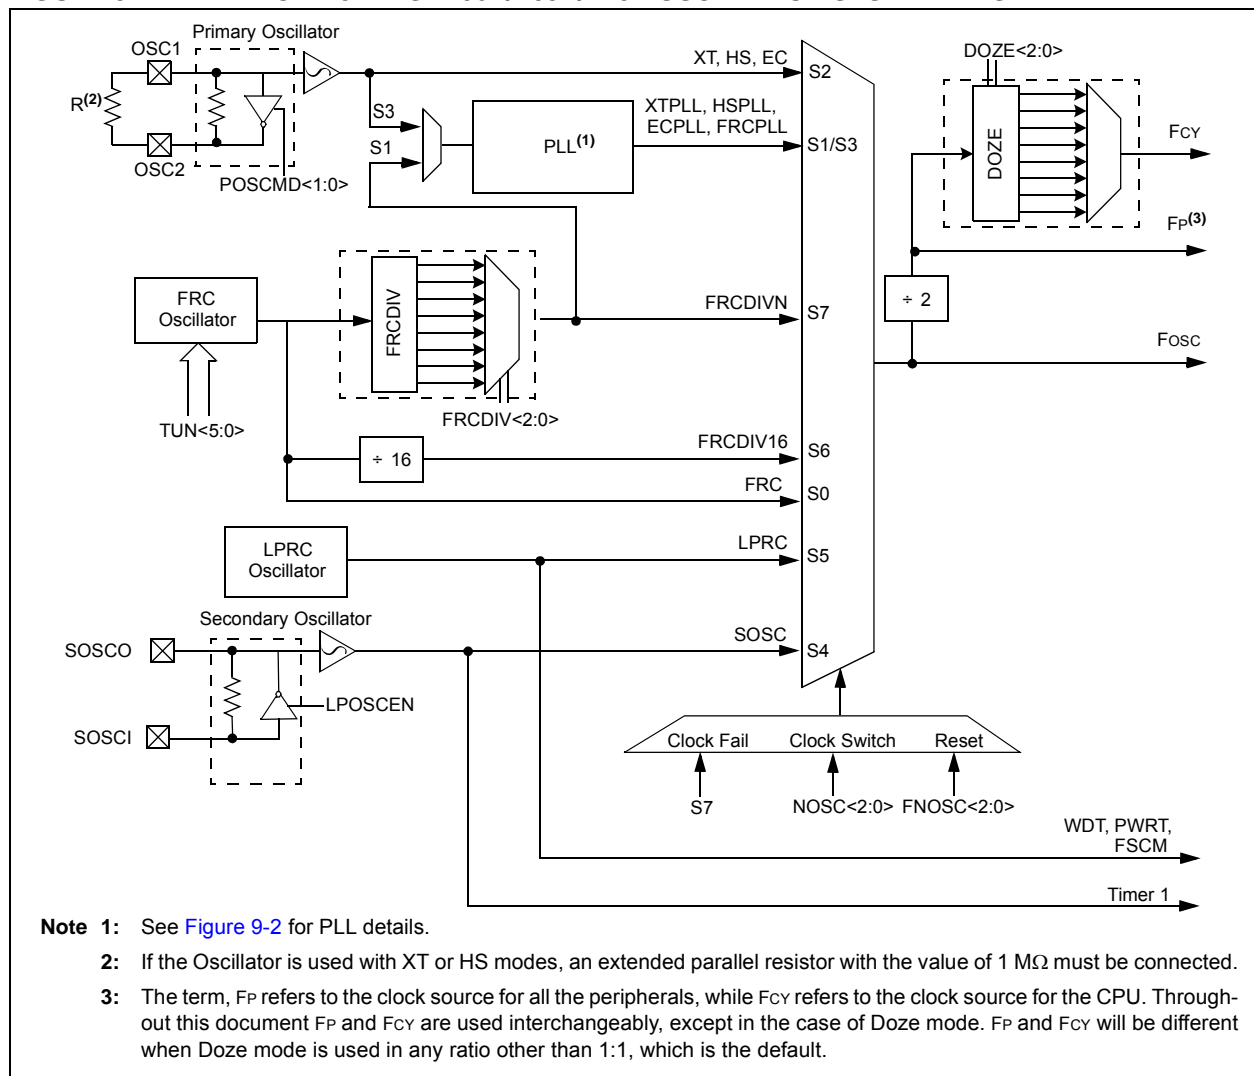 Primary Oscillator
OSC1
R(2)
OSC2
POSCMD<1:0>
S3
S1
PLL(1)
XT, HS, EC
XTPLL, HSPLL,
ECPLL, FRCPLL
S2
S1/S3
DOZE<2:0>
DOZE
FCY
FP(3)
÷ 2
FOSC
FRC
Oscillator
TUN<5:0>
FRCDIV
FRCDIV<2:0>
FRCDIVN
S7
÷ 16
FRCDIV16
S6
FRC
S0
LPRC
Oscillator
LPRC
S5
Secondary Oscillator
SOSCO
SOSCI
LPOSCEN
SOSC
S4
Clock Fail Clock Switch Reset
S7 NOSC<2:0> FNOSC<2:0>
WDT, PWRT,
FSCM
Timer 1
Note 1: See Figure 9-2 for PLL details.
2: If the Oscillator is used with XT or HS modes, an extended parallel resistor with the value of 1 MΩ must be connected.
3: The term, FP refers to the clock source for all the peripherals, while FCY refers to the clock source for the CPU. Through-
out this document FP and FCY are used interchangeably, except in the case of Doze mode. FP and FCY will be different
when Doze mode is used in any ratio other than 1:1, which is the default.